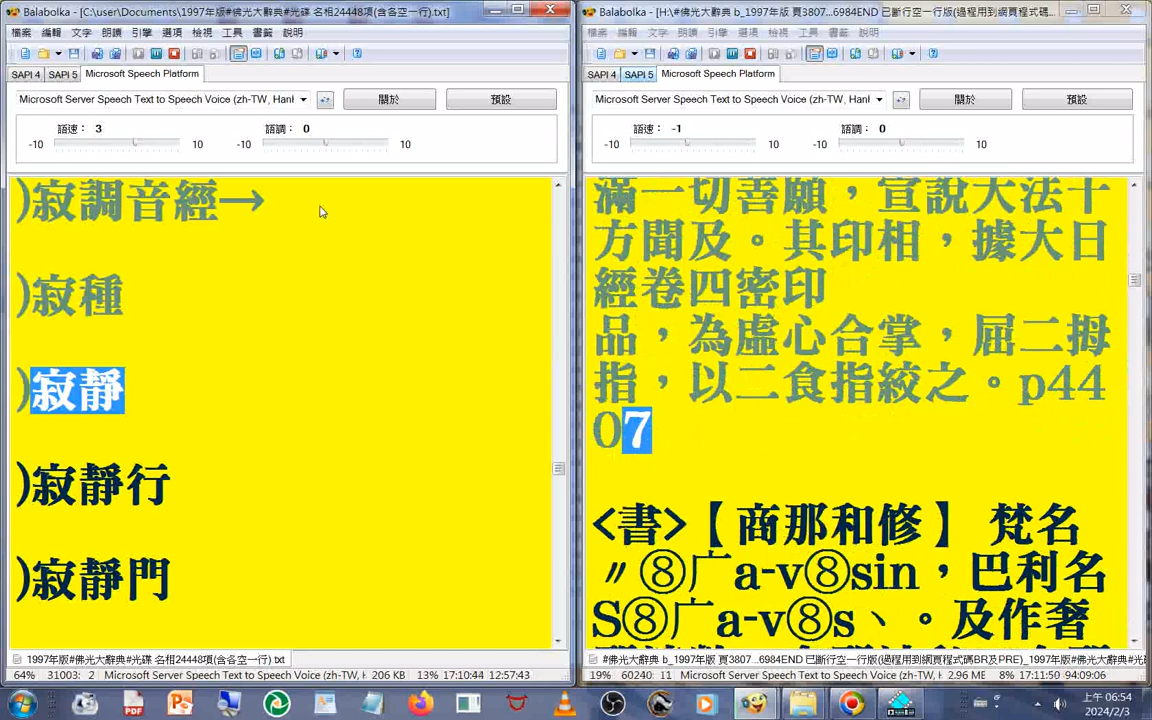 Balabolka - [C:\user\Documents\1997年版#佛光大辭典#光碟 名相24448項(含各空一行).txt]
檔案 編輯 文字 朗讀 引擎 選項 檢視 工具 書籤 說明
SAPI 4 SAPI 5 Microsoft Speech Platform
Microsoft Server Speech Text to Speech Voice (zh-TW, Hanl
關於 預設
語速： 3 語調： 0
-10 10 -10 10
)寂調音經→
)寂種
)寂靜
)寂靜行
)寂靜門
1997年版#佛光大辭典#光碟 名相24448項(含各空一行).txt
64% 31003: 2 Microsoft Server Speech Text to Speech Voice (zh-TW, H 206 KB 13% 17:10:44 12:57:43
Balabolka - [H:\#佛光大辭典 b_1997年版 頁3807...6984END 已斷行空一行版(過程用到網頁程式碼...
檔案 編輯 文字 朗讀 引擎 選項 檢視 工具 書籤 說明
SAPI 4 SAPI 5 Microsoft Speech Platform
Microsoft Server Speech Text to Speech Voice (zh-TW, Hanl
關於 預設
語速： -1 語調： 0
-10 10 -10 10
滿一切善願，宣說大法十
方聞及。其印相，據大日
經卷四密印
品，為虛心合掌，屈二拇
指，以二食指絞之。p44
07
<書>【商那和修】 梵名
〃⑧广a-v⑧sin，巴利名
S⑧广a-v⑧s、。及作奢
#佛光大辭典 b_1997年版 頁3807...6984END 已斷行空一行版(過程用到網頁程式碼BR及PRE)_1997年版#佛光大辭典#光
19% 60240: 11 Microsoft Server Speech Text to Speech Voice (zh-TW, H 2.96 ME 8% 17:11:50 94:09:06
上午 06:54
2024/2/3